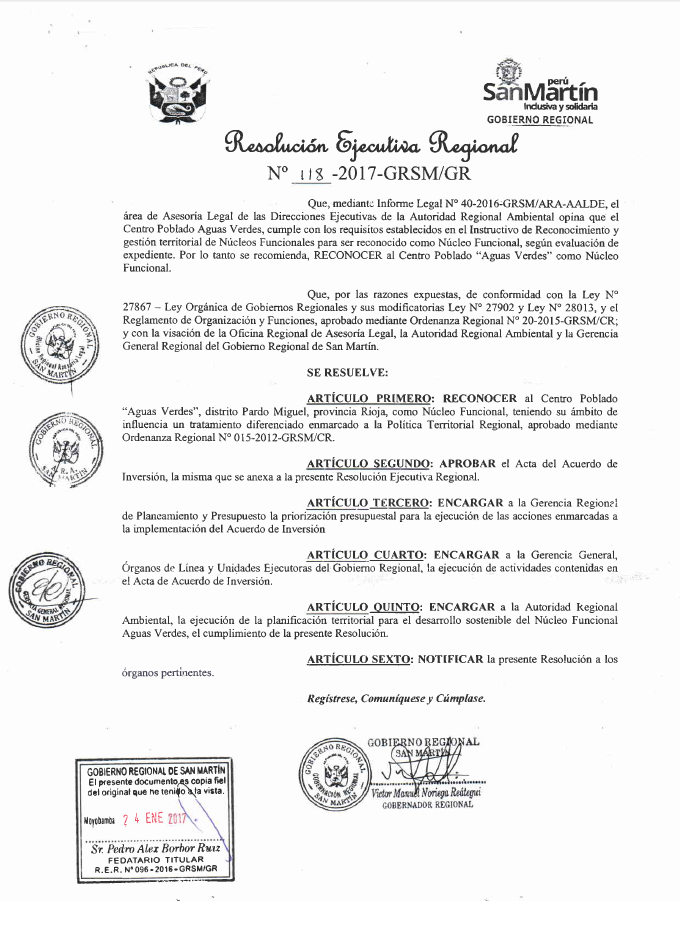 REPUBLICA DEL PERU
perú
SanMartín
Inclusiva y solidaria
GOBIERNO REGIONAL
Resolución Ejecutiva Regional
Nº 118 -2017-GRSM/GR
Que, mediante Informe Legal Nº 40-2016-GRSM/ARA-AALDE, el
área de Asesoría Legal de las Direcciones Ejecutivas de la Autoridad Regional Ambiental opina que el
Centro Poblado Aguas Verdes, cumple con los requisitos establecidos en el Instructivo de Reconocimiento y
gestión territorial de Núcleos Funcionales para ser reconocido como Núcleo Funcional, según evaluación de
expediente. Por lo tanto se recomienda, RECONOCER al Centro Poblado “Aguas Verdes” como Núcleo
Funcional.
Que, por las razones expuestas, de conformidad con la Ley Nº
27867 – Ley Orgánica de Gobiernos Regionales y sus modificatorias Ley Nº 27902 y Ley Nº 28013, y el
Reglamento de Organización y Funciones, aprobado mediante Ordenanza Regional Nº 20-2015-GRSM/CR;
y con la visación de la Oficina Regional de Asesoría Legal, la Autoridad Regional Ambiental y la Gerencia
General Regional del Gobierno Regional de San Martín.
SE RESUELVE:
ARTÍCULO PRIMERO: RECONOCER al Centro Poblado
“Aguas Verdes”, distrito Pardo Miguel, provincia Rioja, como Núcleo Funcional, teniendo su ámbito de
influencia un tratamiento diferenciado enmarcado a la Política Territorial Regional, aprobado mediante
Ordenanza Regional Nº 015-2012-GRSM/CR.
ARTÍCULO SEGUNDO: APROBAR el Acta del Acuerdo de
Inversión, la misma que se anexa a la presente Resolución Ejecutiva Regional.
ARTÍCULO TERCERO: ENCARGAR a la Gerencia Regional
de Planeamiento y Presupuesto la priorización presupuestal para la ejecución de las acciones enmarcadas a
la implementación del Acuerdo de Inversión
ARTÍCULO CUARTO: ENCARGAR a la Gerencia General,
Órganos de Línea y Unidades Ejecutoras del Gobierno Regional, la ejecución de actividades contenidas en
el Acta de Acuerdo de Inversión.
ARTÍCULO QUINTO: ENCARGAR a la Autoridad Regional
Ambiental, la ejecución de la planificación territorial para el desarrollo sostenible del Núcleo Funcional
Aguas Verdes, el cumplimiento de la presente Resolución.
ARTÍCULO SEXTO: NOTIFICAR la presente Resolución a los
órganos pertinentes.
Regístrese, Comuníquese y Cúmplase.
GOBIERNO REGIONAL
SAN MARTÍN
GOBIERNO REGIONAL
A.R.A.
SAN MARTÍN
GOBIERNO REGIONAL
GERENCIA GENERAL REGIONAL
SAN MARTÍN
GOBIERNO REGIONAL
GOBERNACIÓN REGIONAL
SAN MARTÍN
GOBIERNO REGIONAL
SAN MARTÍN
Víctor Manuel Noriega Reátegui
GOBERNADOR REGIONAL
GOBIERNO REGIONAL DE SAN MARTÍN
El presente documento es copia fiel
del original que he tenido a la vista.
Moyobamba 24 ENE 2017
Sr. Pedro Alex Borbor Ruiz
FEDATARIO TITULAR
R.E.R. Nº 096-2016-GRSM/GR